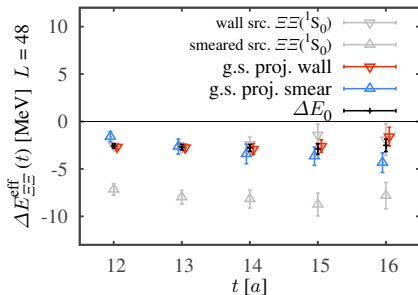 wall src. ΞΞ(¹S₀)
smeared src. ΞΞ(¹S₀)
g.s. proj. wall
g.s. proj. smear
ΔE₀
ΔE^eff_ΞΞ(t) [MeV] L = 48
10
5
0
-5
-10
12 13 14 15 16
t [a]